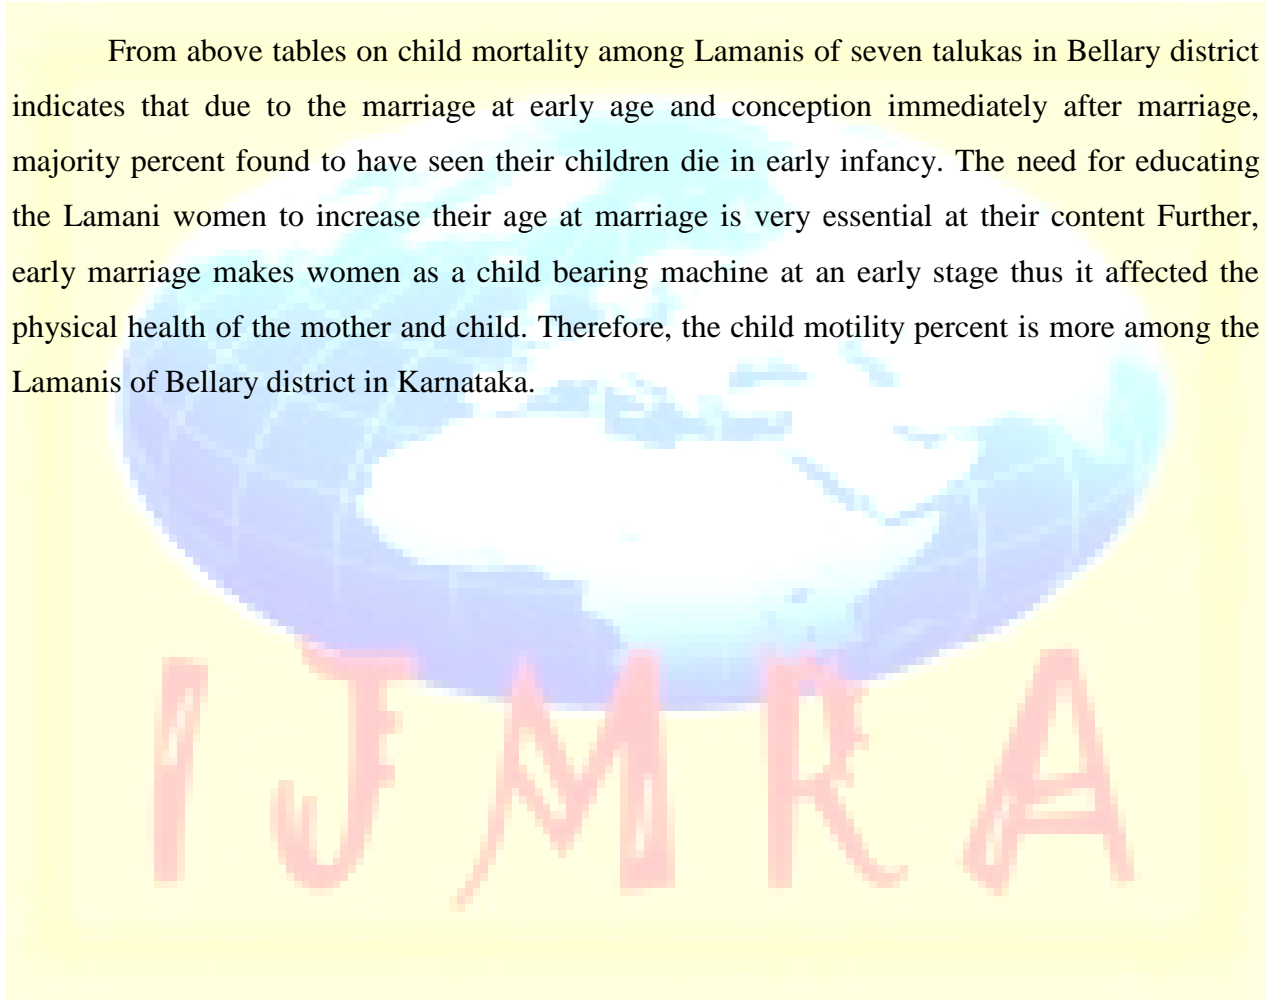 From above tables on child mortality among Lamanis of seven talukas in Bellary district
indicates that due to the marriage at early age and conception immediately after marriage,
majority percent found to have seen their children die in early infancy. The need for educating
the Lamani women to increase their age at marriage is very essential at their content Further,
early marriage makes women as a child bearing machine at an early stage thus it affected the
physical health of the mother and child. Therefore, the child motility percent is more among the
Lamanis of Bellary district in Karnataka.
IJMRA